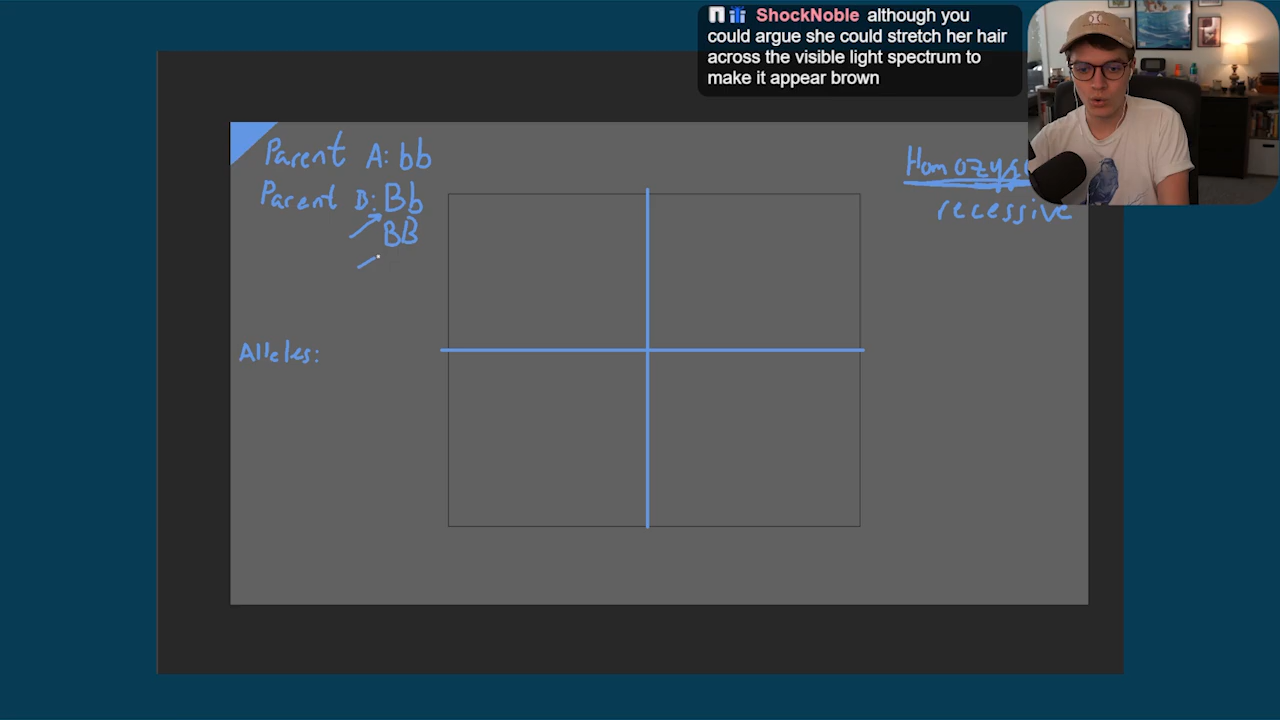 ShockNoble although you
could argue she could stretch her hair
across the visible light spectrum to
make it appear brown
Parent A: bb
Parent B: Bb
BB
recessive
Alleles: